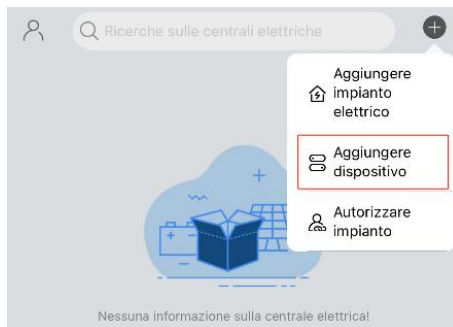 Ricerche sulle centrali elettriche
Aggiungere
impianto
elettrico
Aggiungere
dispositivo
Autorizzare
impianto
Nessuna informazione sulla centrale elettrica!